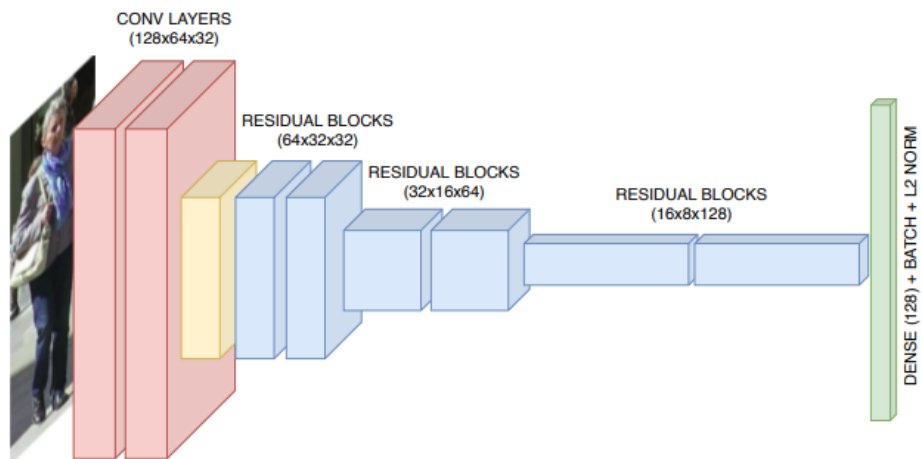 CONV LAYERS
(128x64x32)
RESIDUAL BLOCKS
(64x32x32)
RESIDUAL BLOCKS
(32x16x64)
RESIDUAL BLOCKS
(16x8x128)
DENSE (128) + BATCH + L2 NORM